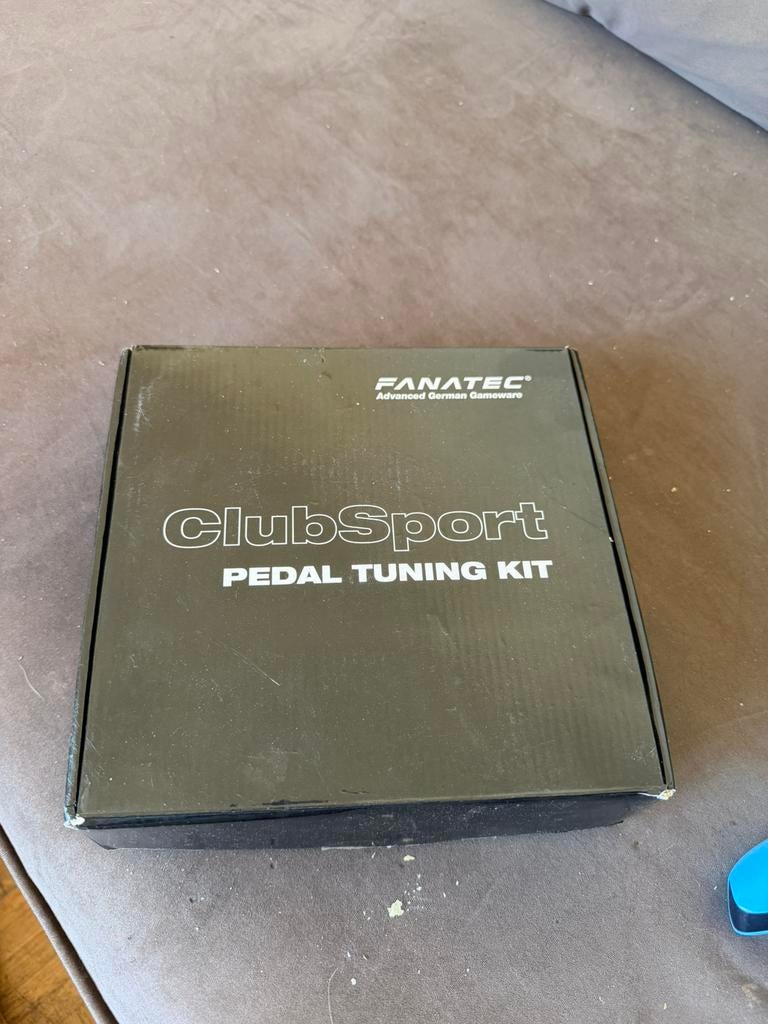 FANATEC®
Advanced German Gameware
ClubSport
PEDAL TUNING KIT